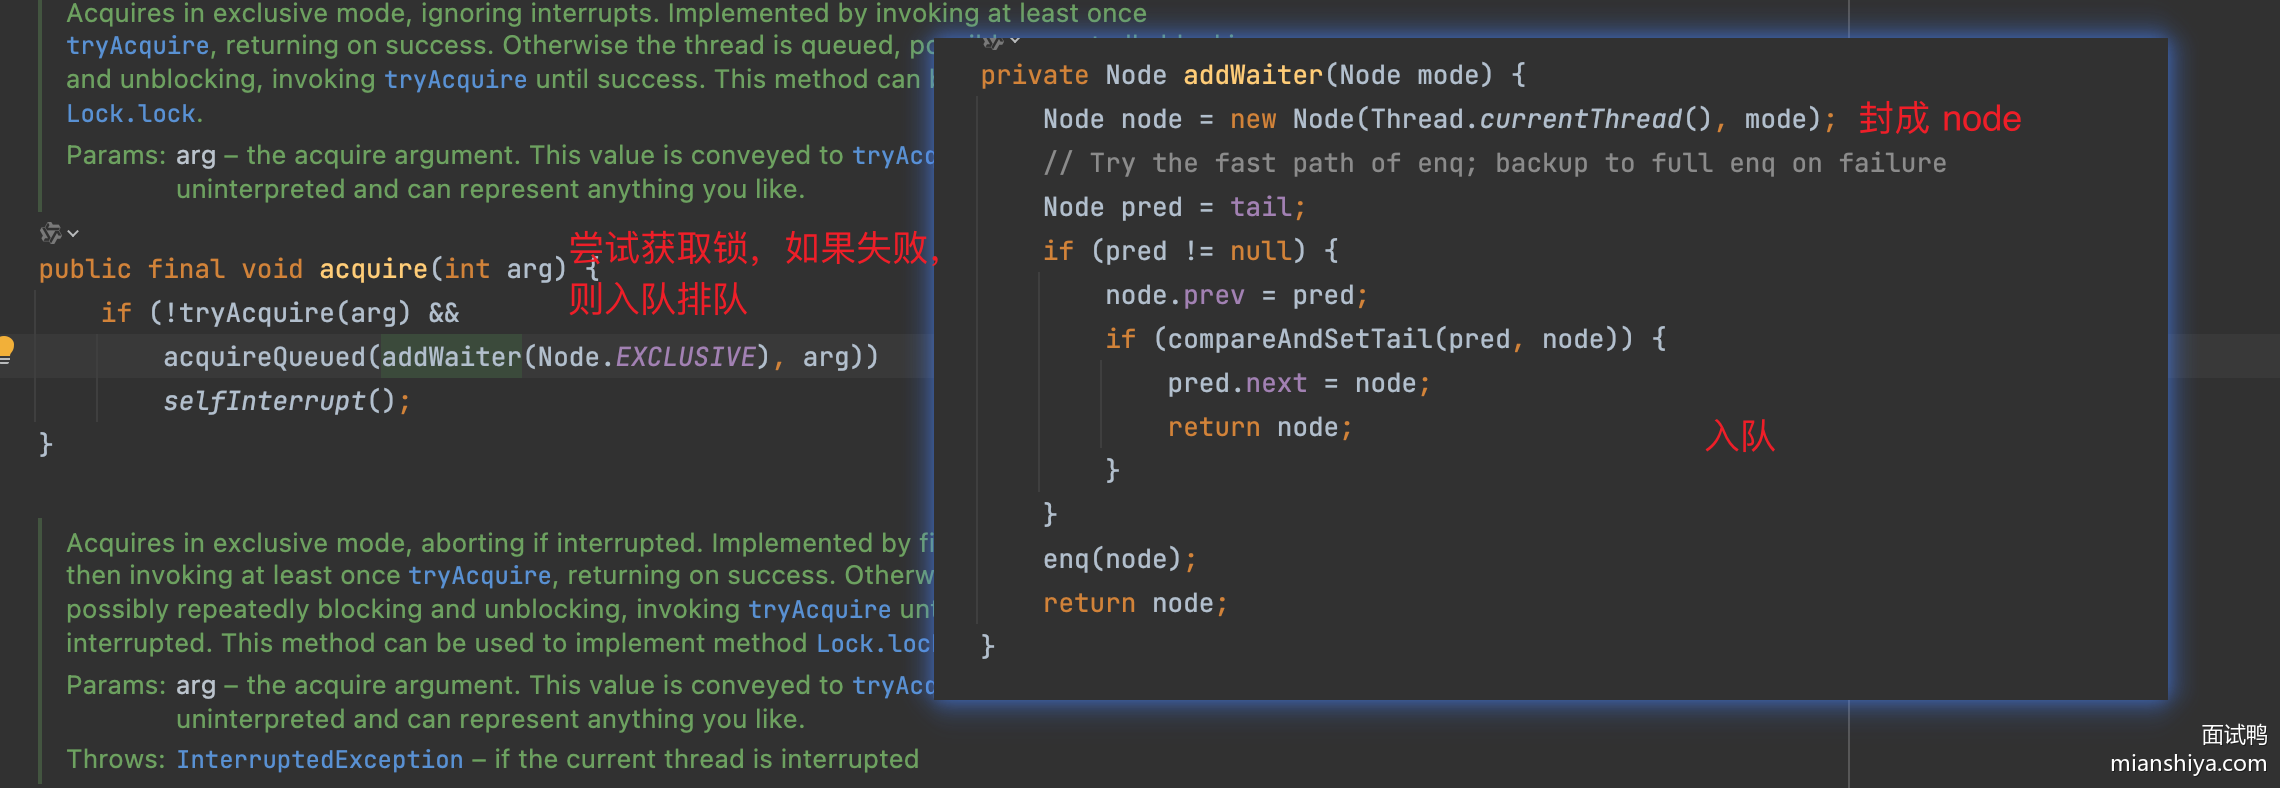 Acquires in exclusive mode, ignoring interrupts. Implemented by invoking at least once
tryAcquire, returning on success. Otherwise the thread is queued,
and unblocking, invoking tryAcquire until success. This method can
Lock.lock.
Params: arg – the acquire argument. This value is conveyed to tryAcq
uninterpreted and can represent anything you like.
尝试获取锁，如果失败，
public final void acquire(int arg) {
则入队排队
if (!tryAcquire(arg) &&
acquireQueued(addWaiter(Node.EXCLUSIVE), arg))
selfInterrupt();
}
Acquires in exclusive mode, aborting if interrupted. Implemented by fi
then invoking at least once tryAcquire, returning on success. Otherw
possibly repeatedly blocking and unblocking, invoking tryAcquire unt
interrupted. This method can be used to implement method Lock.loc
Params: arg – the acquire argument. This value is conveyed to tryAcq
uninterpreted and can represent anything you like.
Throws: InterruptedException – if the current thread is interrupted
private Node addWaiter(Node mode) {
Node node = new Node(Thread.currentThread(), mode); 封成 node
// Try the fast path of enq; backup to full enq on failure
Node pred = tail;
if (pred != null) {
node.prev = pred;
if (compareAndSetTail(pred, node)) {
pred.next = node;
return node;
入队
}
}
enq(node);
return node;
}
面试鸭
mianshiya.com